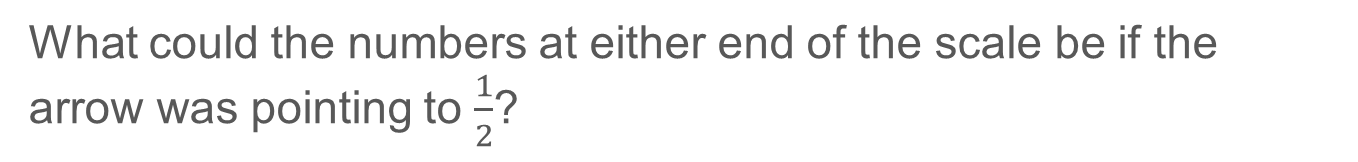 What could the numbers at either end of the scale be if the
arrow was pointing to 1/2?